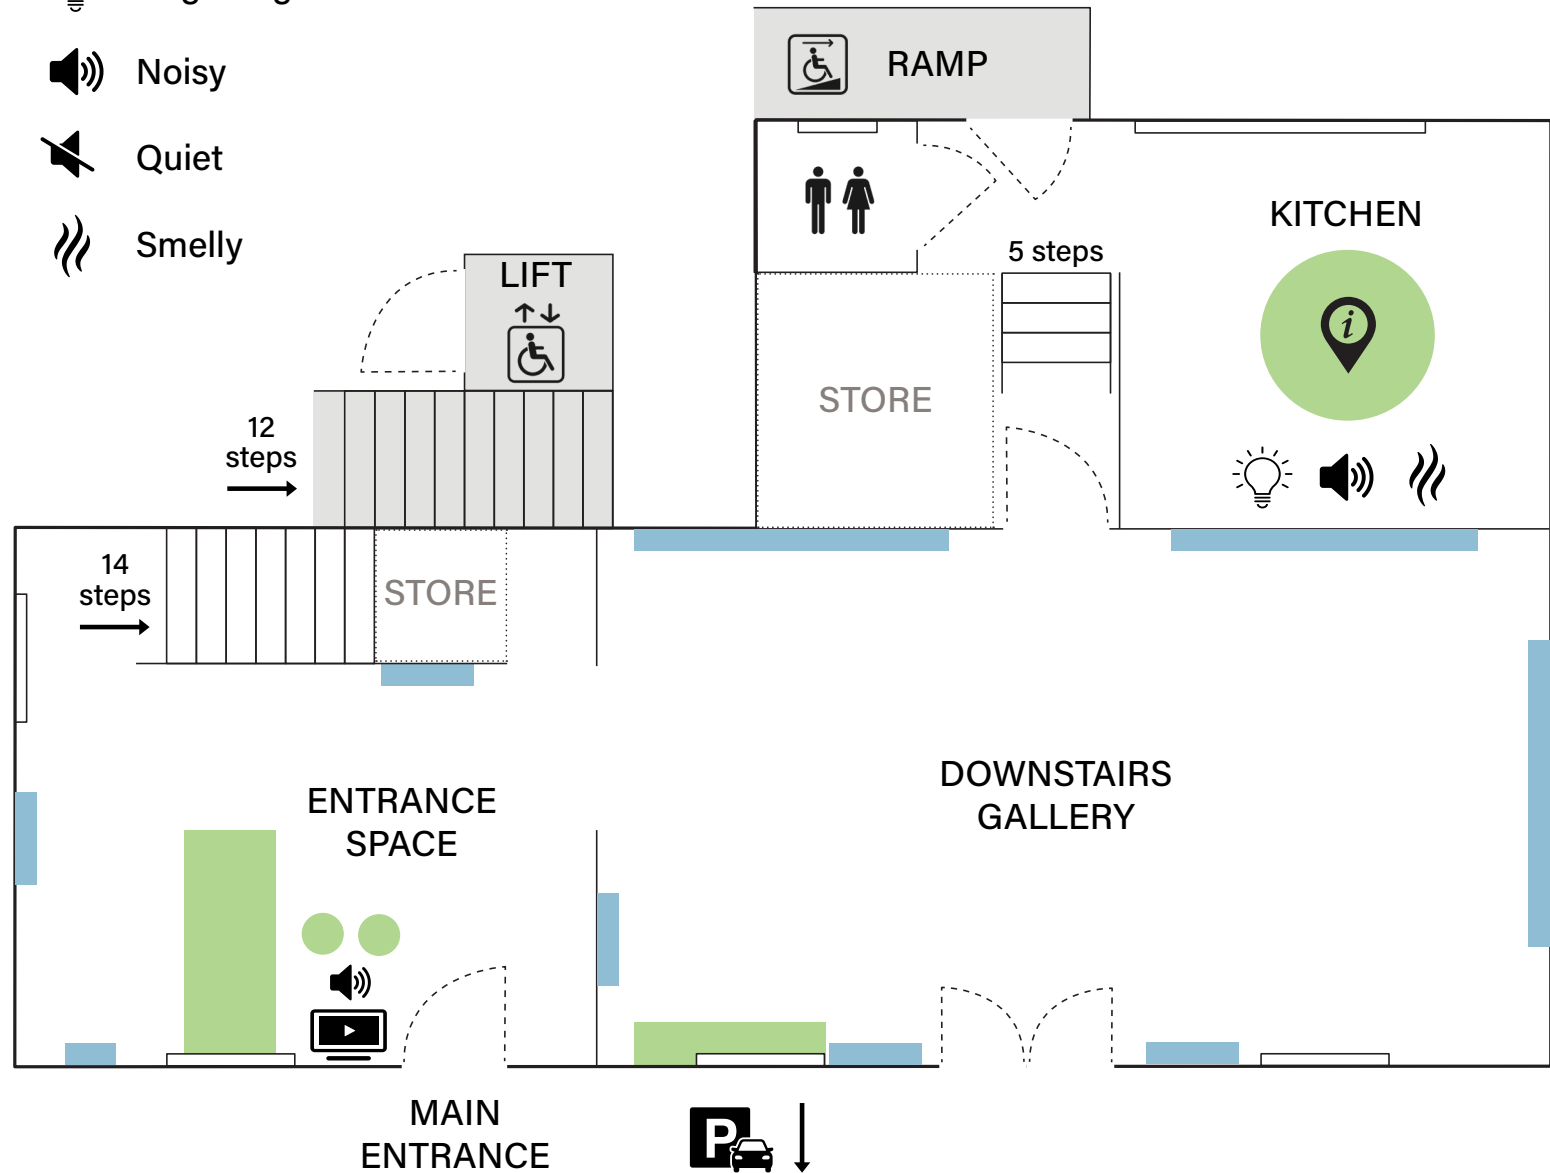 Noisy
Quiet
Smelly
RAMP
KITCHEN
5 steps
LIFT
i
STORE
12
steps
14
steps
STORE
ENTRANCE
SPACE
DOWNSTAIRS
GALLERY
MAIN
ENTRANCE
P